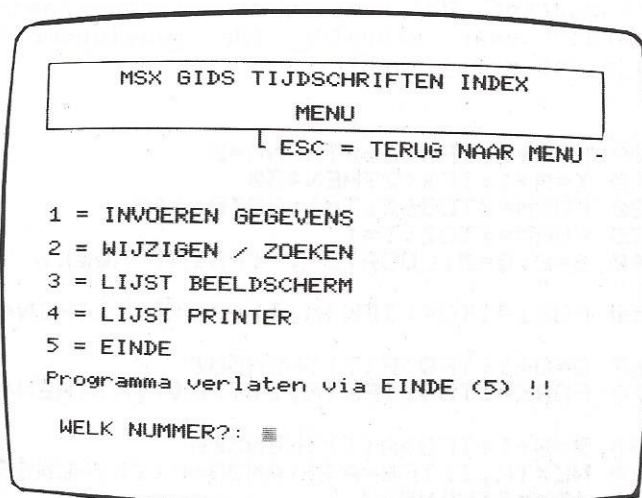 MSX GIDS TIJDSCHRIFTEN INDEX
MENU
ESC = TERUG NAAR MENU -
1 = INVOEREN GEGEVENS
2 = WIJZIGEN / ZOEKEN
3 = LIJST BEELDSCHERM
4 = LIJST PRINTER
5 = EINDE
Programma verlaten via EINDE (5) !!
WELK NUMMER?: